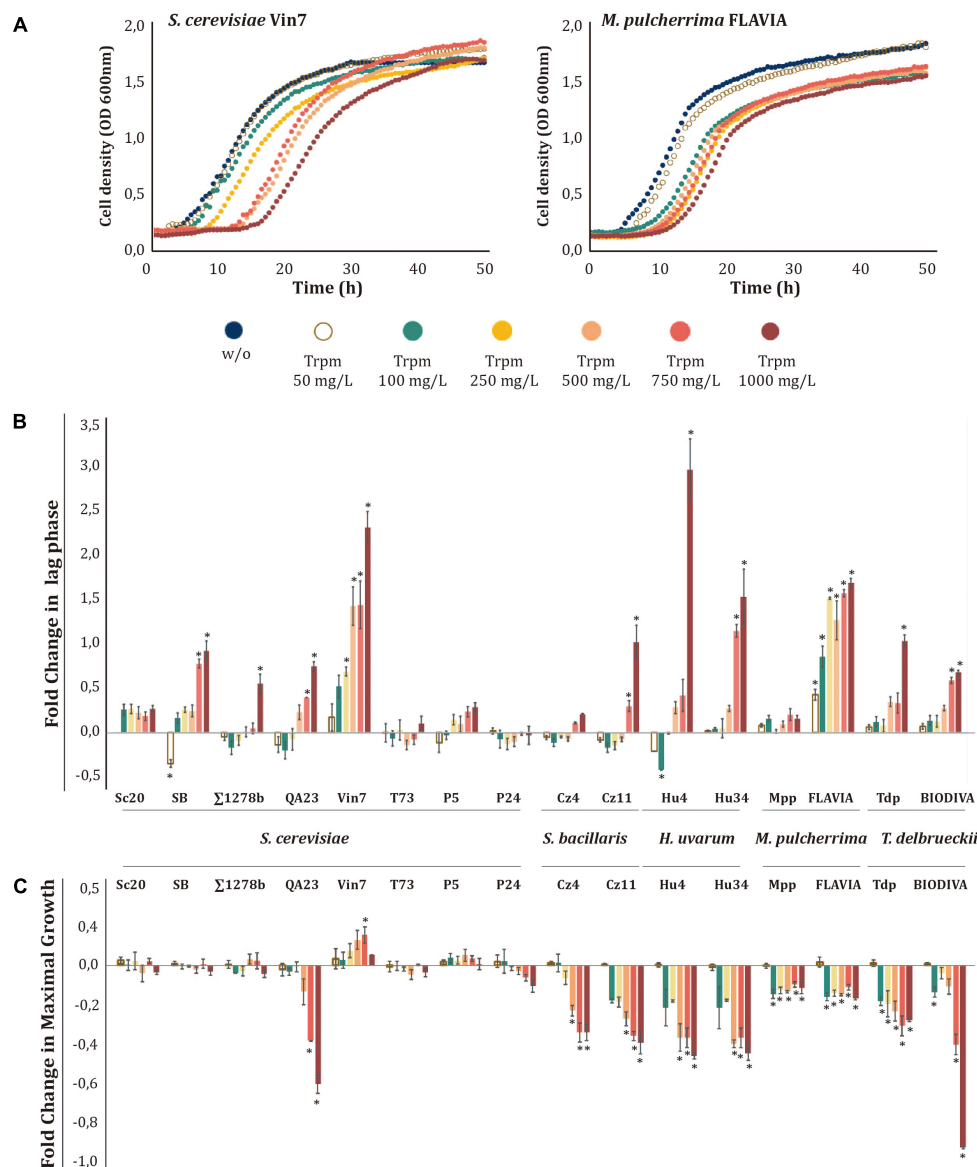 A
S. cerevisiae Vin7
M. pulcherrima FLAVIA
Cell density (OD 600nm)
2,0
1,5
1,0
0,5
0,0
0 10 20 30 40 50
Time (h)
Cell density (OD 600nm)
2,0
1,5
1,0
0,5
0,0
0 10 20 30 40 50
Time (h)
w/o
Trpm
50 mg/L
Trpm
100 mg/L
Trpm
250 mg/L
Trpm
500 mg/L
Trpm
750 mg/L
Trpm
1000 mg/L
B
Fold Change in lag phase
3,5
3,0
2,5
2,0
1,5
1,0
0,5
0,0
-0,5
Sc20 SB ∑1278b QA23 Vin7 T73 P5 P24 Cz4 Cz11 Hu4 Hu34 Mpp FLAVIA Tdp BIODIVA
S. cerevisiae S. bacillaris H. uvarum M. pulcherrima T. delbrueckii
C
Sc20 SB ∑1278b QA23 Vin7 T73 P5 P24 Cz4 Cz11 Hu4 Hu34 Mpp FLAVIA Tdp BIODIVA
Fold Change in Maximal Growth
0,5
0,4
0,0
-0,2
-0,4
-0,6
-0,8
-1,0